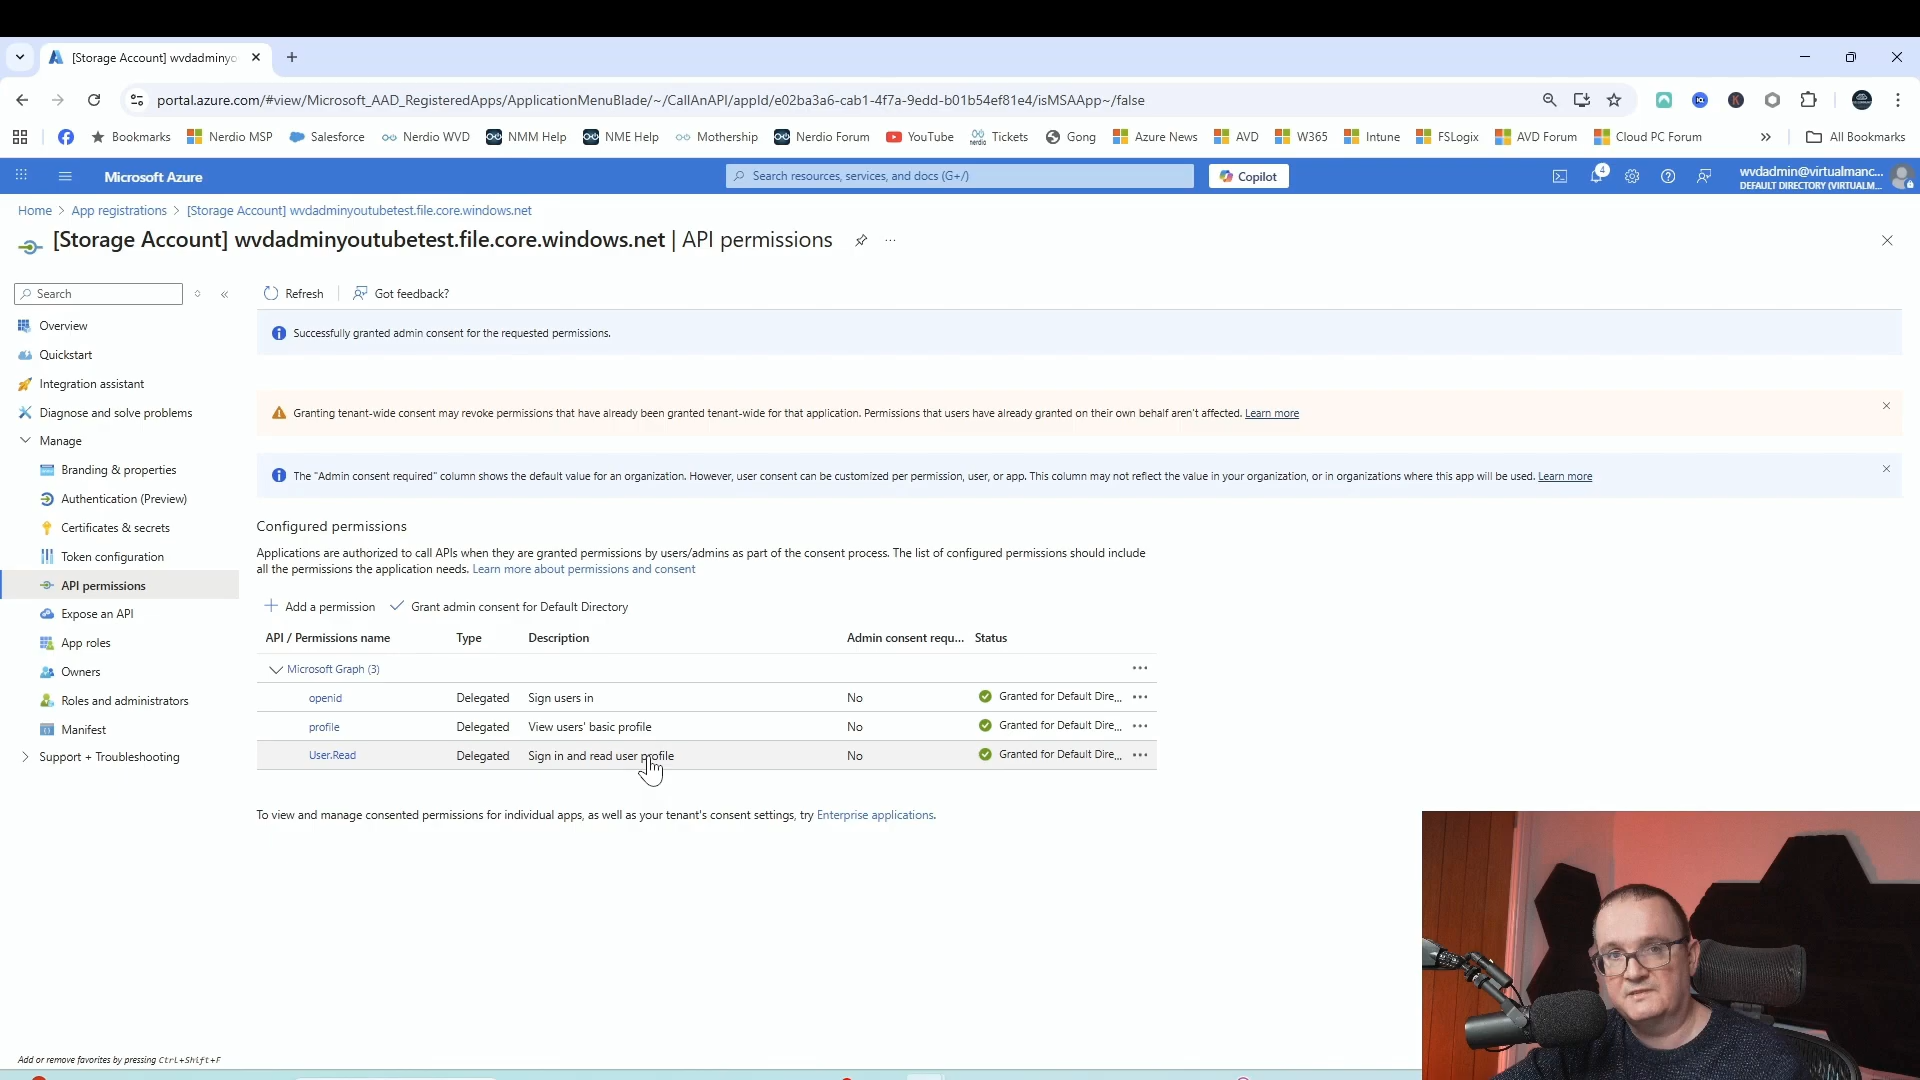 [Storage Account] wvdadminyo
portal.azure.com/#view/Microsoft_AAD_RegisteredApps/ApplicationMenuBlade/~/CallAnAPI/appId/e02ba3a6-cab1-4f7a-9edd-b01b54ef81e4/isMSAApp~/false
Bookmarks Nerdio MSP Salesforce Nerdio WVD NMM Help NME Help Mothership Nerdio Forum YouTube Tickets Gong Azure News AVD W365 Intune FSLogix AVD Forum Cloud PC Forum » All Bookmarks
Microsoft Azure
Search resources, services, and docs (G+/)
Copilot
4
wvdadmin@virtualmanc...
DEFAULT DIRECTORY (VIRTUALM...
Home > App registrations > [Storage Account] wvdadminyoutubetest.file.core.windows.net
[Storage Account] wvdadminyoutubetest.file.core.windows.net | API permissions
Search
Refresh
Got feedback?
Overview
Quickstart
Integration assistant
Diagnose and solve problems
Manage
Branding & properties
Authentication (Preview)
Certificates & secrets
Token configuration
API permissions
Expose an API
App roles
Owners
Roles and administrators
Manifest
Support + Troubleshooting
Successfully granted admin consent for the requested permissions.
Granting tenant-wide consent may revoke permissions that have already been granted tenant-wide for that application. Permissions that users have already granted on their own behalf aren't affected. Learn more
The "Admin consent required" column shows the default value for an organization. However, user consent can be customized per permission, user, or app. This column may not reflect the value in your organization, or in organizations where this app will be used. Learn more
Configured permissions
Applications are authorized to call APIs when they are granted permissions by users/admins as part of the consent process. The list of configured permissions should include
all the permissions the application needs. Learn more about permissions and consent
Add a permission
Grant admin consent for Default Directory
API / Permissions name Type Description Admin consent requ... Status
Microsoft Graph (3)
openid Delegated Sign users in No Granted for Default Dire...
profile Delegated View users' basic profile No Granted for Default Dire...
User.Read Delegated Sign in and read user profile No Granted for Default Dire...
To view and manage consented permissions for individual apps, as well as your tenant's consent settings, try Enterprise applications.
Add or remove favorites by pressing Ctrl+Shift+F